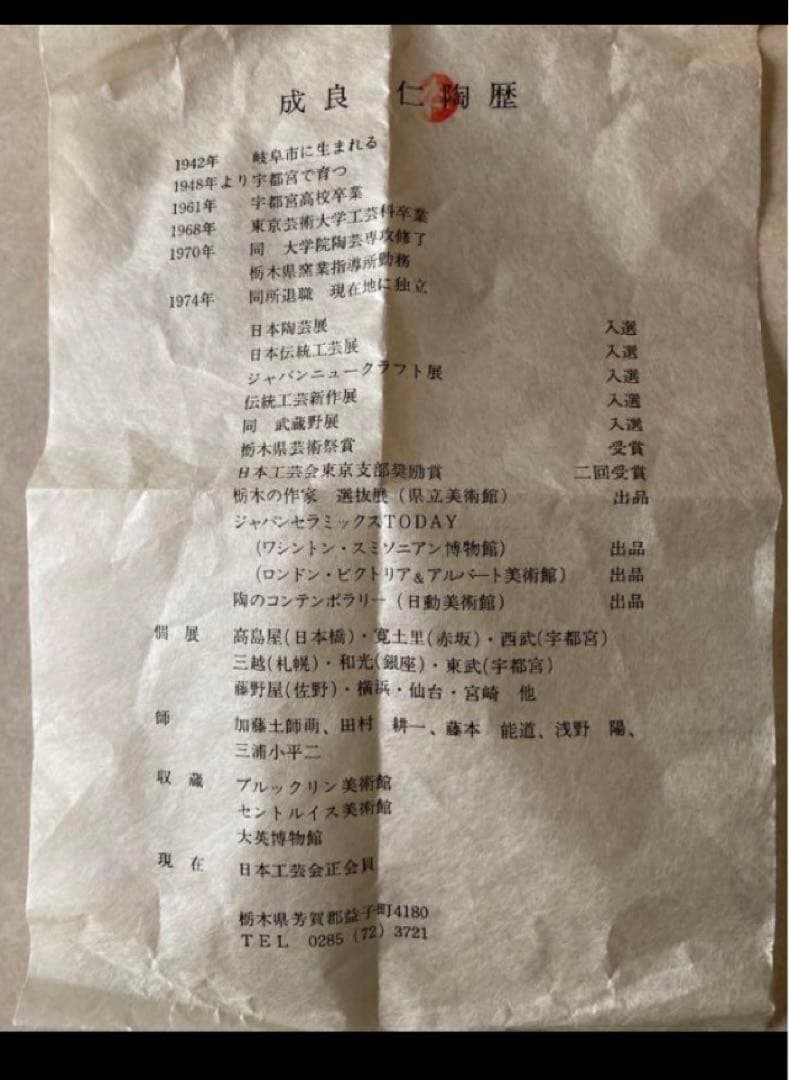 成良 仁 陶歴
1942年 岐阜市に生まれる
1948年より宇都宮で育つ
1961年 宇都宮高校卒業
1968年 東京芸術大学工芸科卒業
1970年 同 大学院陶芸専攻修了
栃木県窯業指導所勤務
1974年 同所退職 現在地に独立
日本陶芸展 入選
日本伝統工芸展 入選
ジャパンニュークラフト展 入選
伝統工芸新作展 入選
同 武蔵野展 入選
栃木県芸術祭賞 受賞
日本工芸会東京支部奨励賞 二回受賞
栃木の作家 選抜展(県立美術館) 出品
ジャパンセラミックスTODAY
(ワシントン・スミソニアン博物館) 出品
(ロンドン・ビクトリア&アルバート美術館) 出品
陶のコンテンポラリー(日動美術館) 出品
個展 高島屋(日本橋)・寛土里(赤坂)・西武(宇都宮)
三越(札幌)・和光(銀座)・東武(宇都宮)
藤野屋(佐野)・横浜・仙台・宮崎 他
師 加藤土師萌、田村 耕一、藤本 能道、浅野 陽、
三浦小平二
収蔵 ブルックリン美術館
セントルイス美術館
大英博物館
現在 日本工芸会正会員
栃木県芳賀郡益子町4180
TEL 0285(72)3721